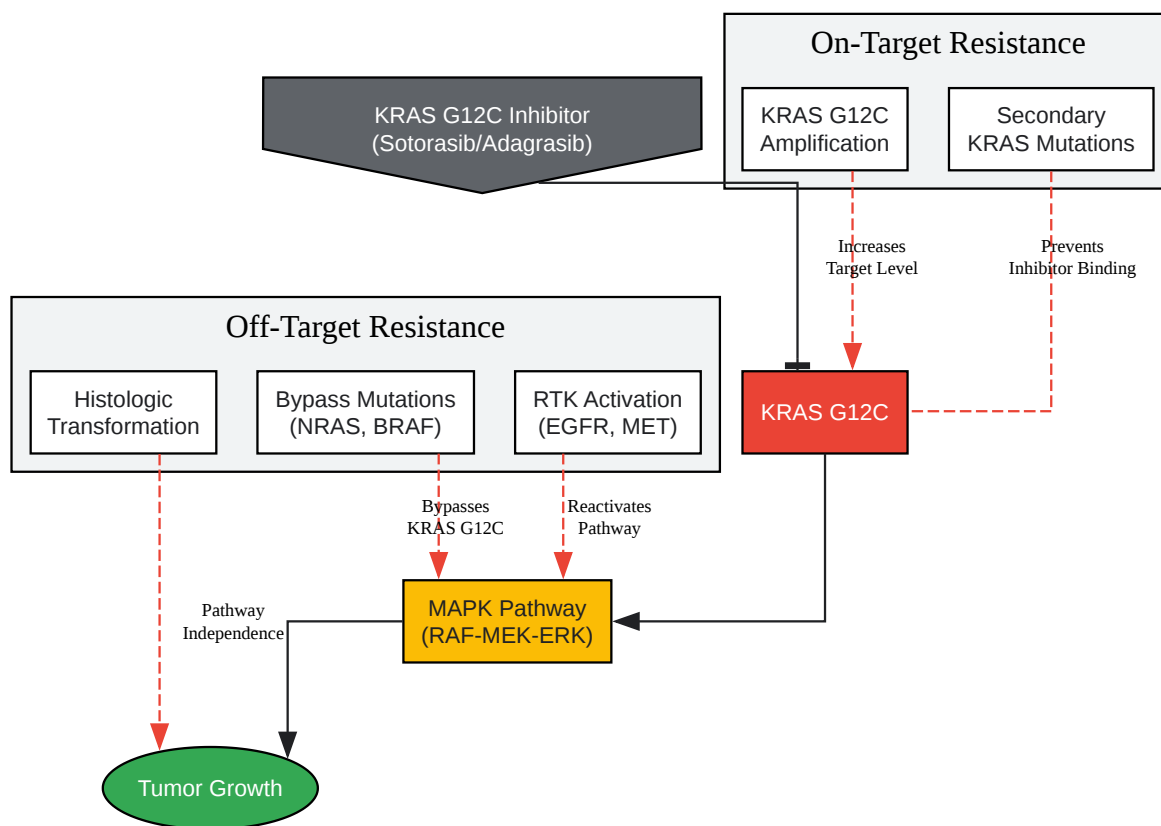 On-Target Resistance
KRAS G12C Inhibitor
(Sotorasib/Adagrasib)
KRAS G12C
Amplification
Secondary
KRAS Mutations
Increases
Target Level
Prevents
Inhibitor Binding
Off-Target Resistance
Histologic
Transformation
Bypass Mutations
(NRAS, BRAF)
RTK Activation
(EGFR, MET)
KRAS G12C
Bypasses
KRAS G12C
Reactivates
Pathway
MAPK Pathway
(RAF-MEK-ERK)
Pathway
Independence
Tumor Growth